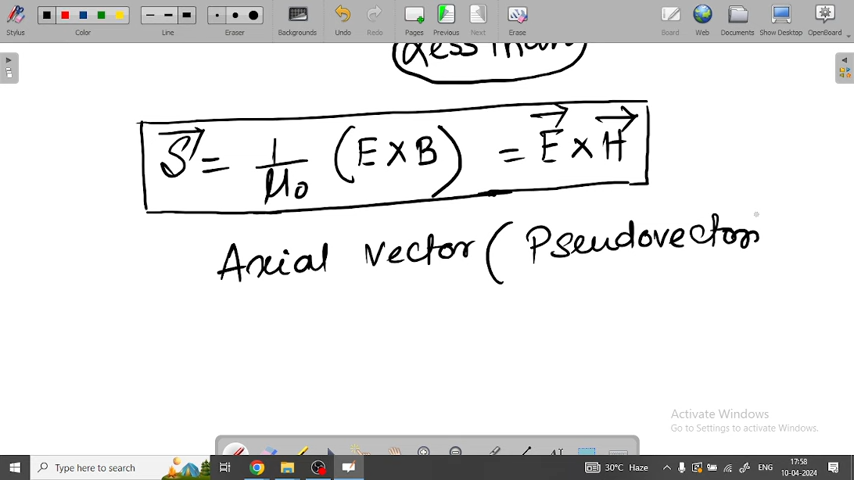 Stylus
Color
Line
Eraser
Backgrounds
Undo
Redo
Pages
Previous
Next
Erase
Board
Web
Documents
Show Desktop
OpenBoard
Less than
S⃗ = 1/μ₀ (E × B) = E⃗ × H⃗
Axial vector (Pseudovector
Activate Windows
Go to Settings to activate Windows.
Type here to search
30°C Haze
ENG
17:58
10-04-2024